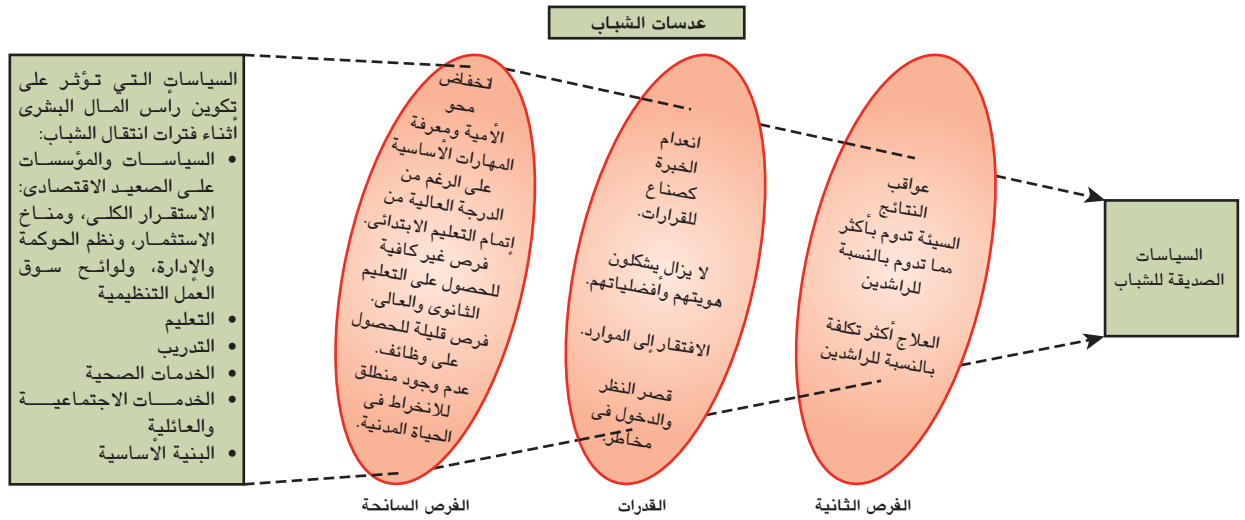 عدسات الشباب
السياسات التي تؤثر على
تكوين رأس المال البشرى
أثناء فترات انتقال الشباب:
• السياسات والمؤسسات
على الصعيد الاقتصادى:
الاستقرار الكلى، ومناخ
الاستثمار، ونظم الحوكمة
والإدارة، ولوائح سوق
العمل التنظيمية
• التعليم
• التدريب
• الخدمات الصحية
• الخدمات الاجتماعية
والعائلية
• البنية الأساسية
انخفاض
محو
الأمية ومعرفة
المهارات الأساسية
على الرغم من
الدرجة العالية من
إتمام التعليم الابتدائى.
فرص غير كافية
للحصول على التعليم
الثانوى والعالى.
فرص قليلة للحصول
على وظائف.
عدم وجود منطلق
للانخراط فى
الحياة المدنية.
الفرص السانحة
انعدام
الخبرة
كصناع
للقرارات.
لا يزال يشكلون
هويتهم وأفضلياتهم.
الافتقار إلى الموارد.
قصر النظر
والدخول فى
مخاطر.
القدرات
عواقب
النتائج
السيئة تدوم بأكثر
مما تدوم بالنسبة
للراشدين
العلاج أكثر تكلفة
بالنسبة للراشدين
الفرص الثانية
السياسات
الصديقة للشباب